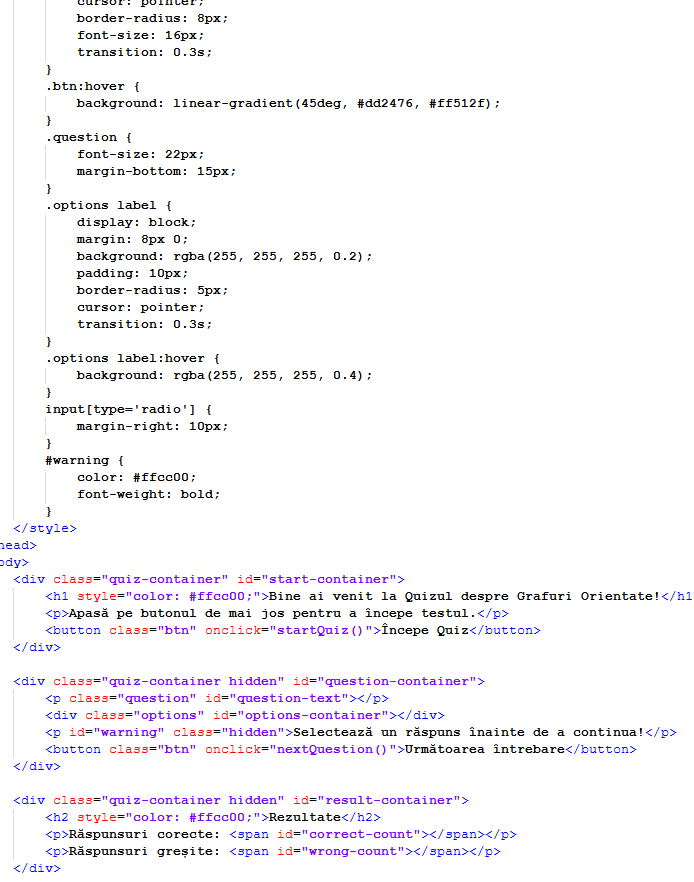 cursor: pointer;
border-radius: 8px;
font-size: 16px;
transition: 0.3s;
}
.btn:hover {
background: linear-gradient(45deg, #dd2476, #ff512f);
}
.question {
font-size: 22px;
margin-bottom: 15px;
}
.options label {
display: block;
margin: 8px 0;
background: rgba(255, 255, 255, 0.2);
padding: 10px;
border-radius: 5px;
cursor: pointer;
transition: 0.3s;
}
.options label:hover {
background: rgba(255, 255, 255, 0.4);
}
input[type='radio'] {
margin-right: 10px;
}
#warning {
color: #ffcc00;
font-weight: bold;
}
</style>
head>
ody>
<div class="quiz-container" id="start-container">
<h1 style="color: #ffcc00;">Bine ai venit la Quizul despre Grafuri Orientate!</h1
<p>Apasă pe butonul de mai jos pentru a începe testul.</p>
<button class="btn" onclick="startQuiz()">Începe Quiz</button>
</div>
<div class="quiz-container hidden" id="question-container">
<p class="question" id="question-text"></p>
<div class="options" id="options-container"></div>
<p id="warning" class="hidden">Selectează un răspuns înainte de a continua!</p>
<button class="btn" onclick="nextQuestion()">Următoarea întrebare</button>
</div>
<div class="quiz-container hidden" id="result-container">
<h2 style="color: #ffcc00;">Rezultate</h2>
<p>Răspunsuri corecte: <span id="correct-count"></span></p>
<p>Răspunsuri greșite: <span id="wrong-count"></span></p>
</div>